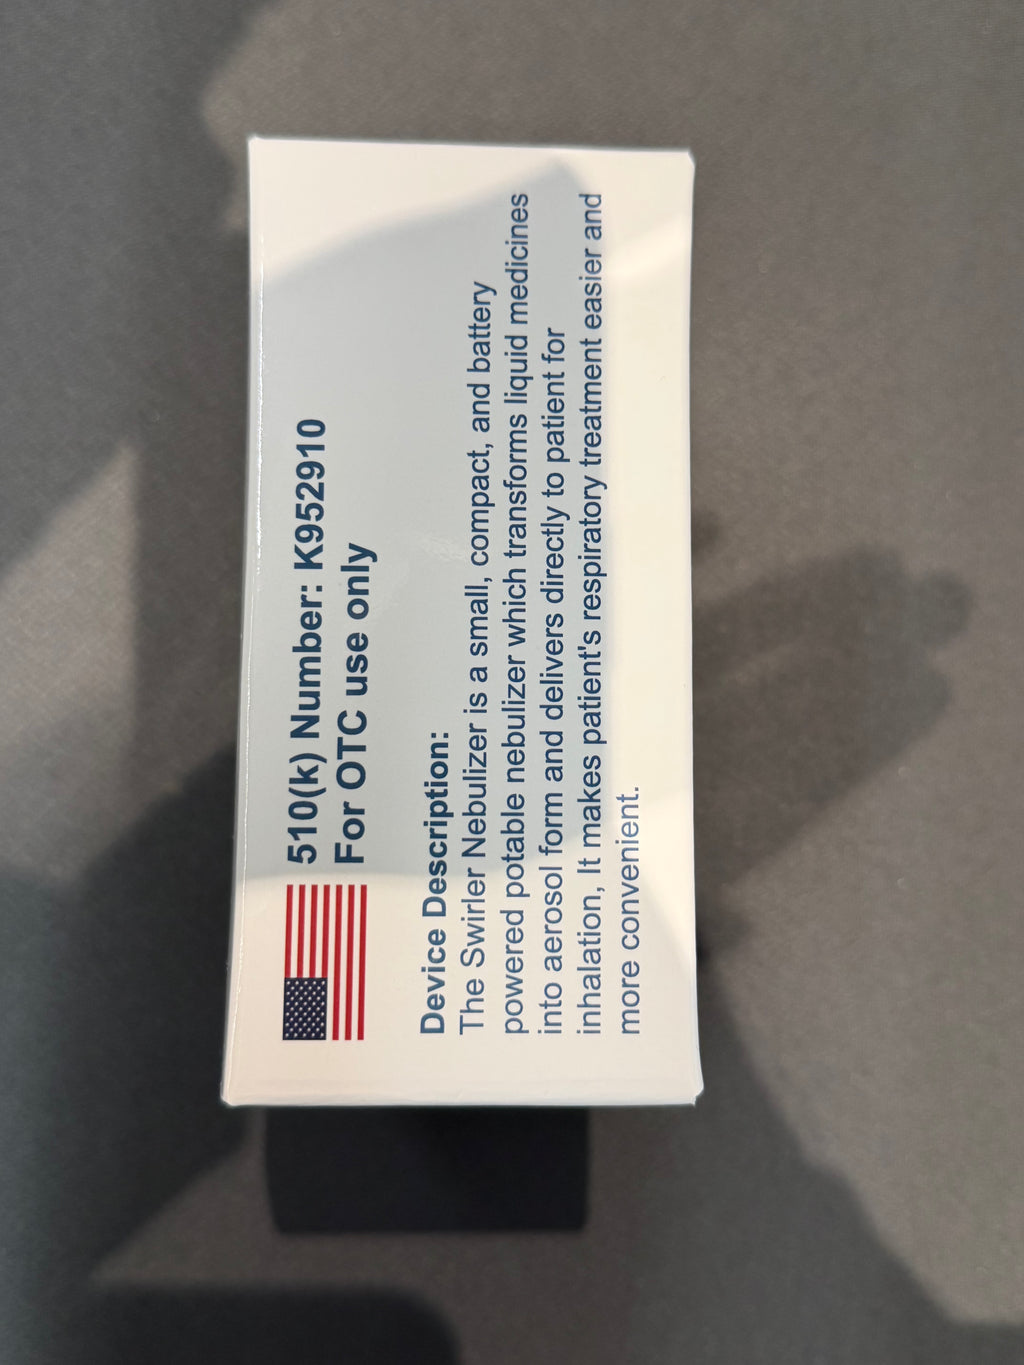 510(k) Number: K952910
For OTC use only
Device Description:
The Swirler Nebulizer is a small, compact, and battery
powered potable nebulizer which transforms liquid medicines
into aerosol form and delivers directly to patient for
inhalation, It makes patient's respiratory treatment easier and
more convenient.